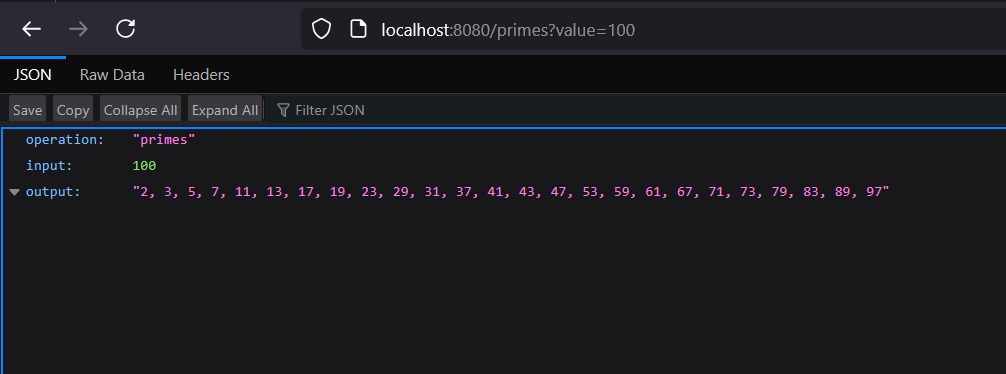 localhost:8080/primes?value=100
JSON Raw Data Headers
Save Copy Collapse All Expand All Filter JSON
operation: "primes"
input: 100
output: "2, 3, 5, 7, 11, 13, 17, 19, 23, 29, 31, 37, 41, 43, 47, 53, 59, 61, 67, 71, 73, 79, 83, 89, 97"